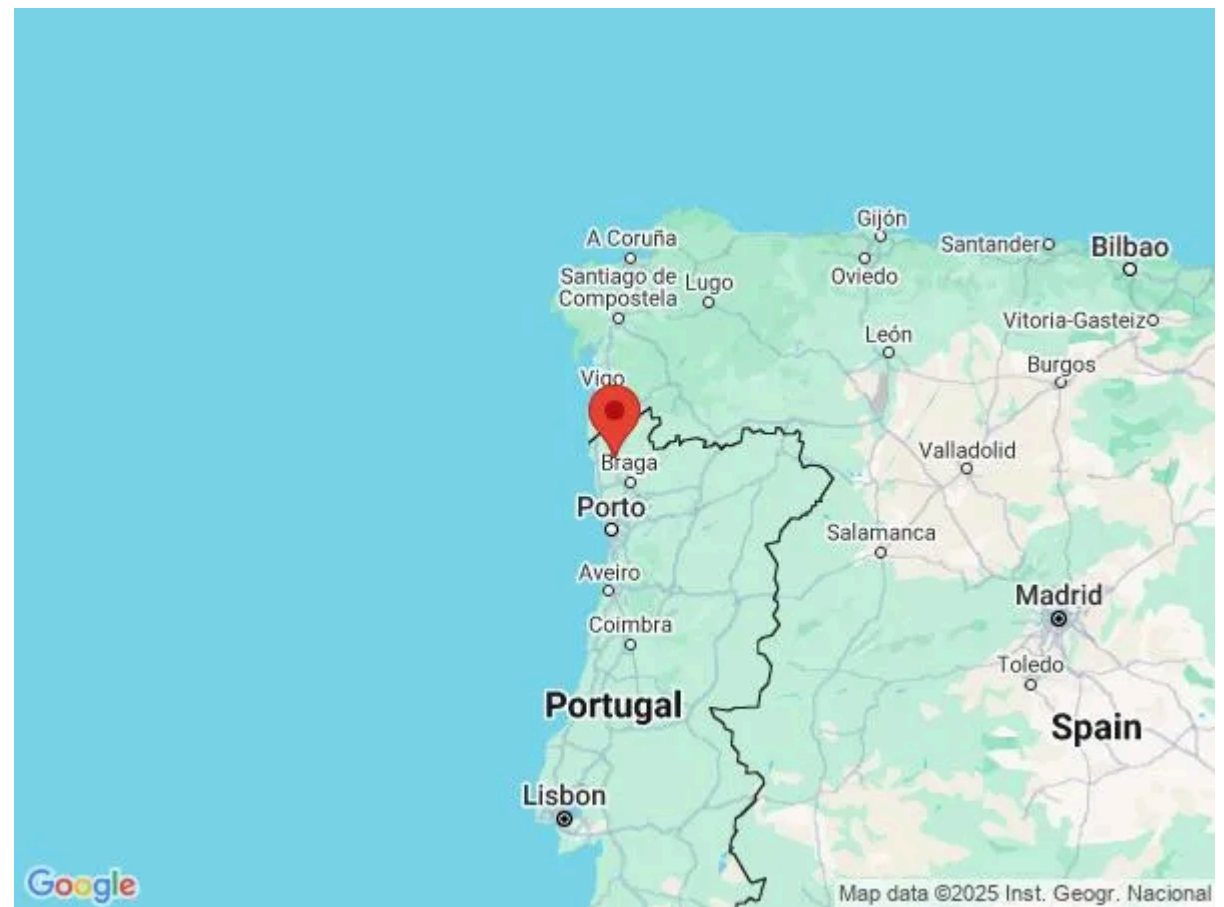 Gijón
A Coruña
Santander
Bilbao
Santiago de
Compostela
Lugo
Oviedo
Vitoria-Gasteiz
León
Burgos
Vigo
Valladolid
Braga
Porto
Salamanca
Aveiro
Madrid
Coimbra
Toledo
Portugal
Spain
Lisbon
Google
Map data ©2025 Inst. Geogr. Nacional